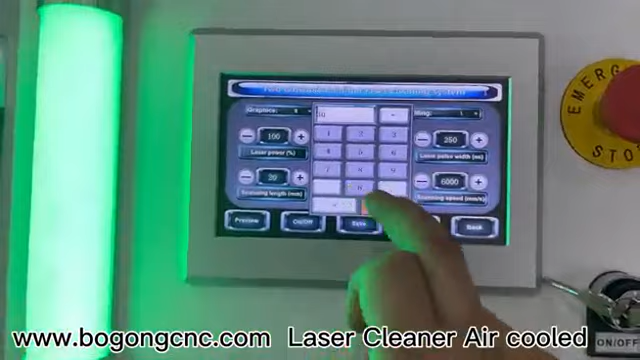 Graphics:
100
Laser power(%)
30
Scanning length(mm)
10
1 2 3
4 5 6
7 8 9
250
Laser pulse width (ns)
6000
Scanning speed(mm/s)
Preview
On/Off
Save
Back
EMERG
STOP
ON/OFF
www.bogongcnc.com Laser Cleaner Air cooled